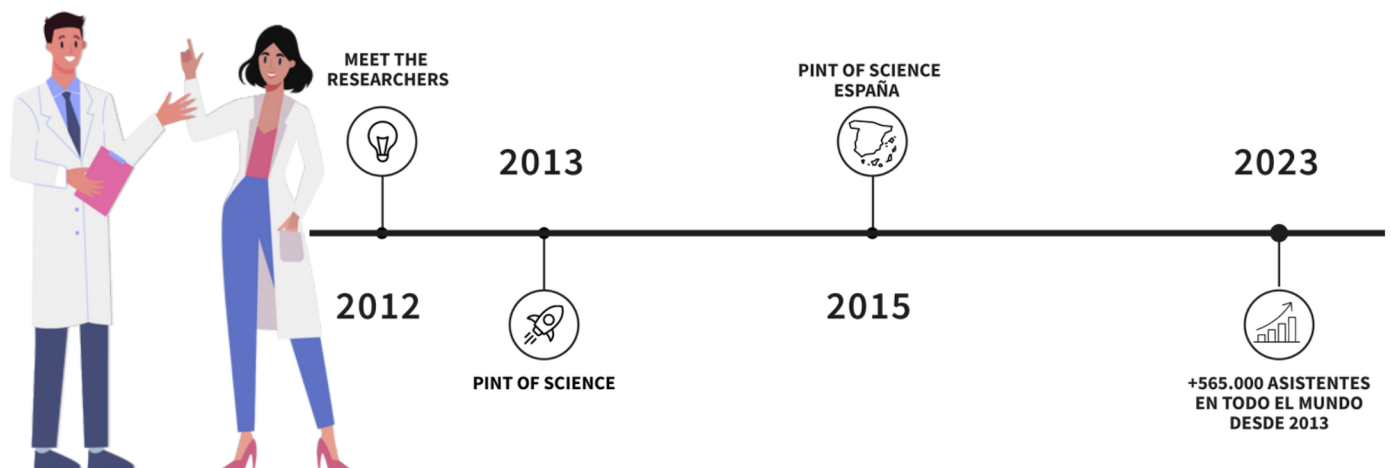 MEET THE
RESEARCHERS
2012
2013
PINT OF SCIENCE
PINT OF SCIENCE
ESPAÑA
2015
2023
+565.000 ASISTENTES
EN TODO EL MUNDO
DESDE 2013